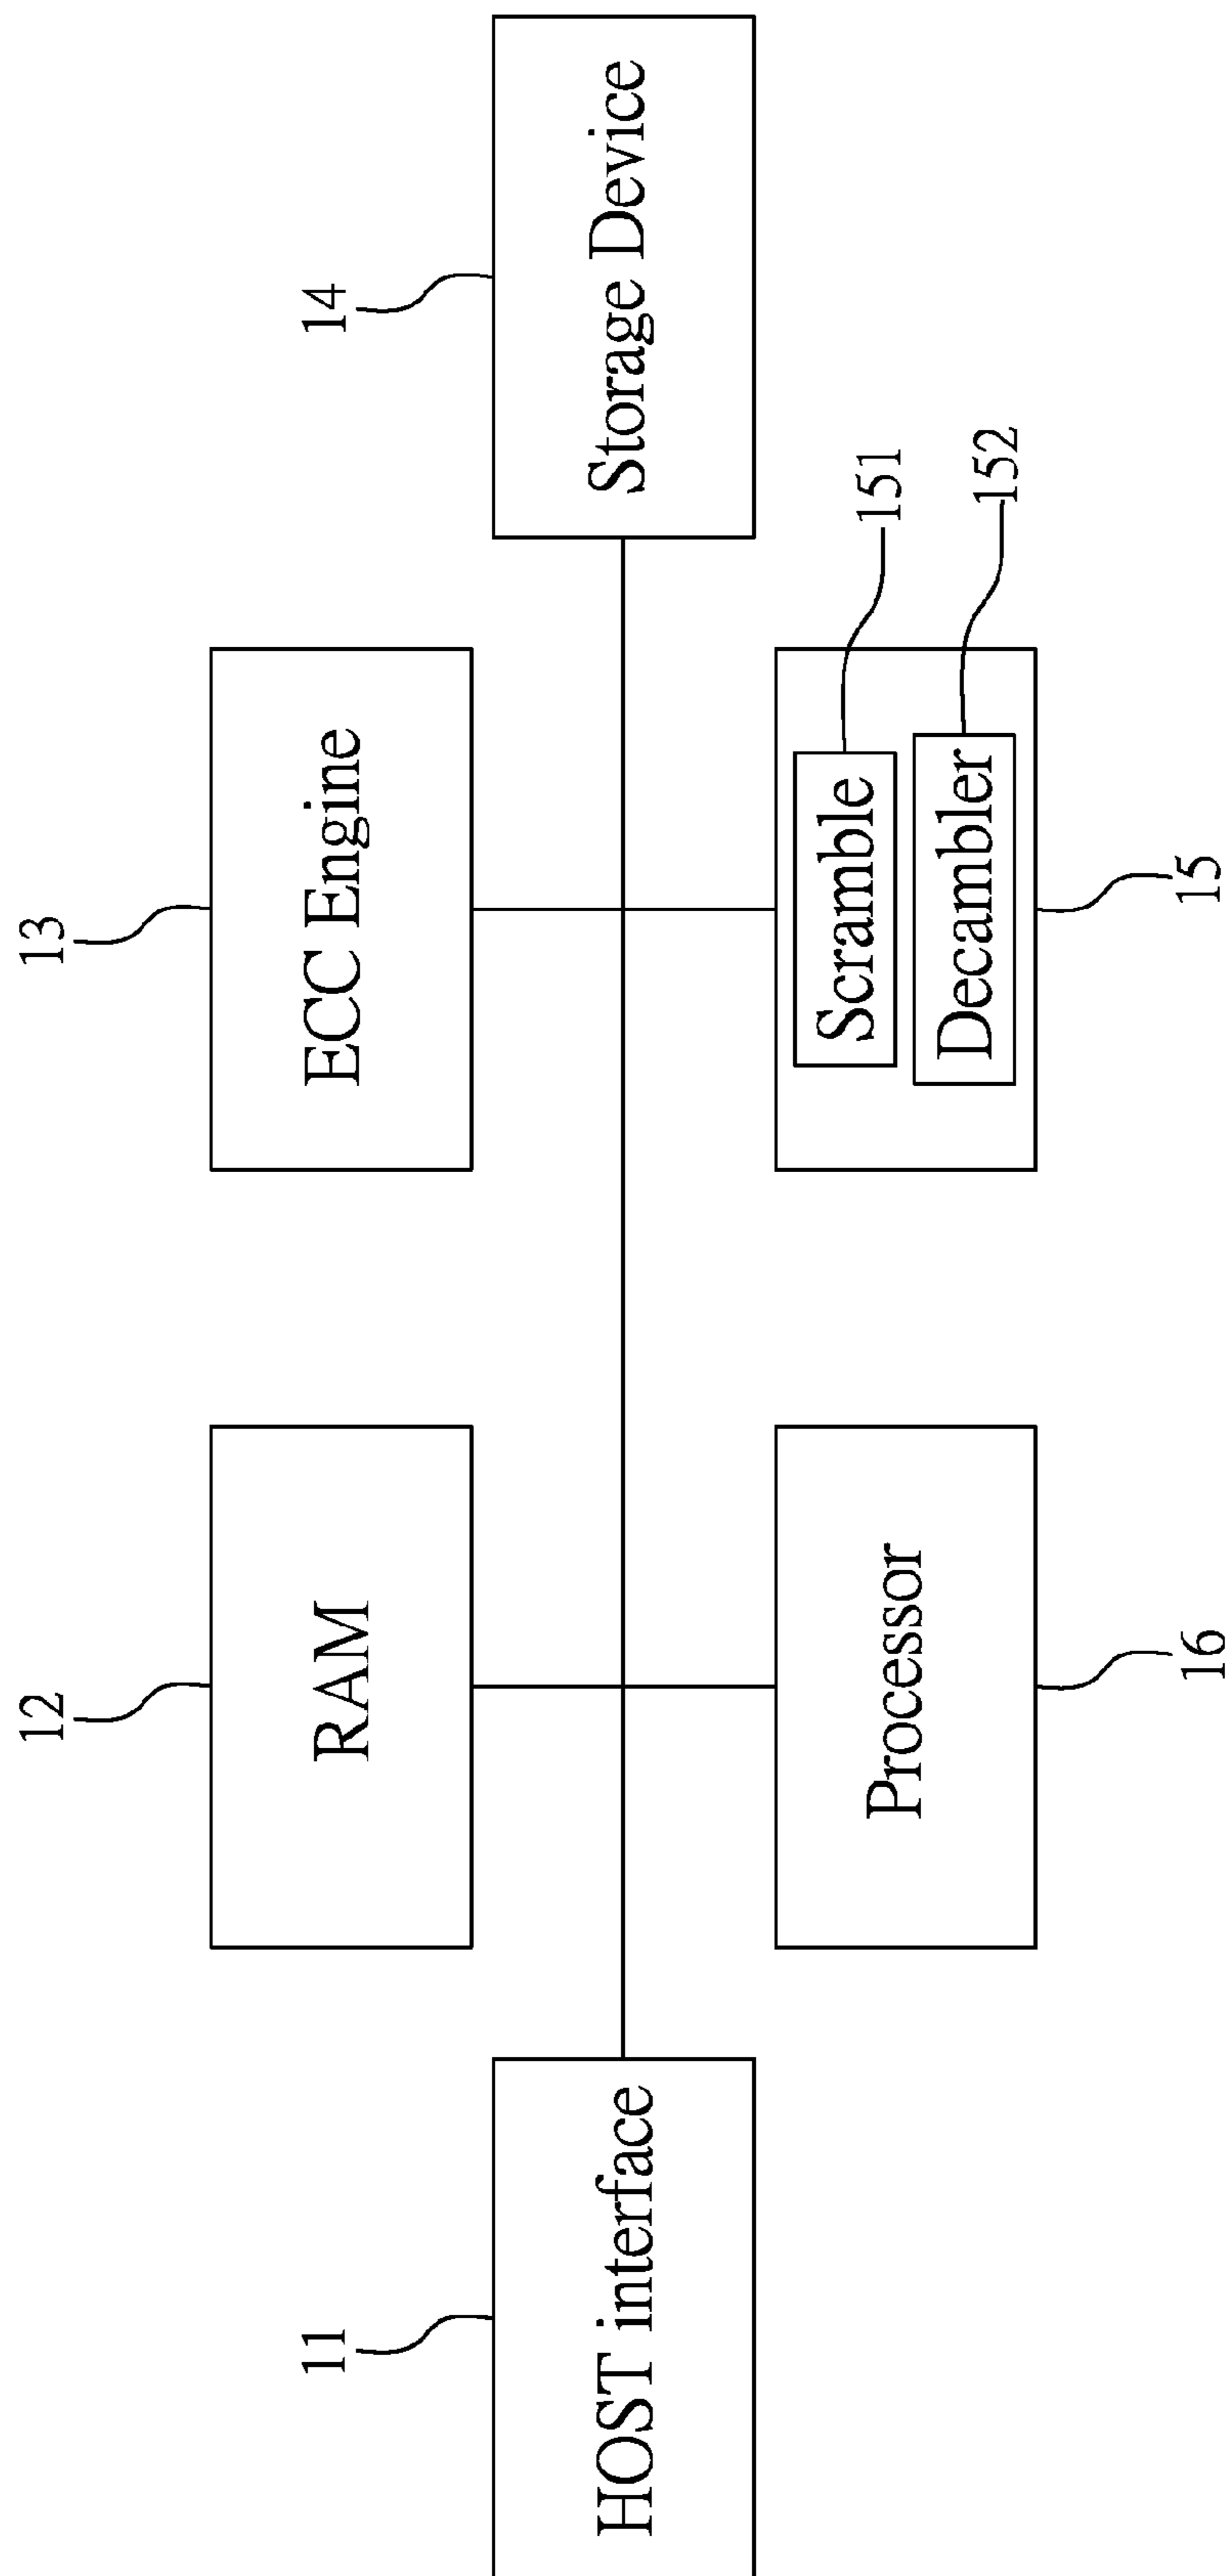 12
13
RAM
ECC Engine
11
14
HOST interface
Storage Device
Processor
Scramble
151
Decambler
152
16
15